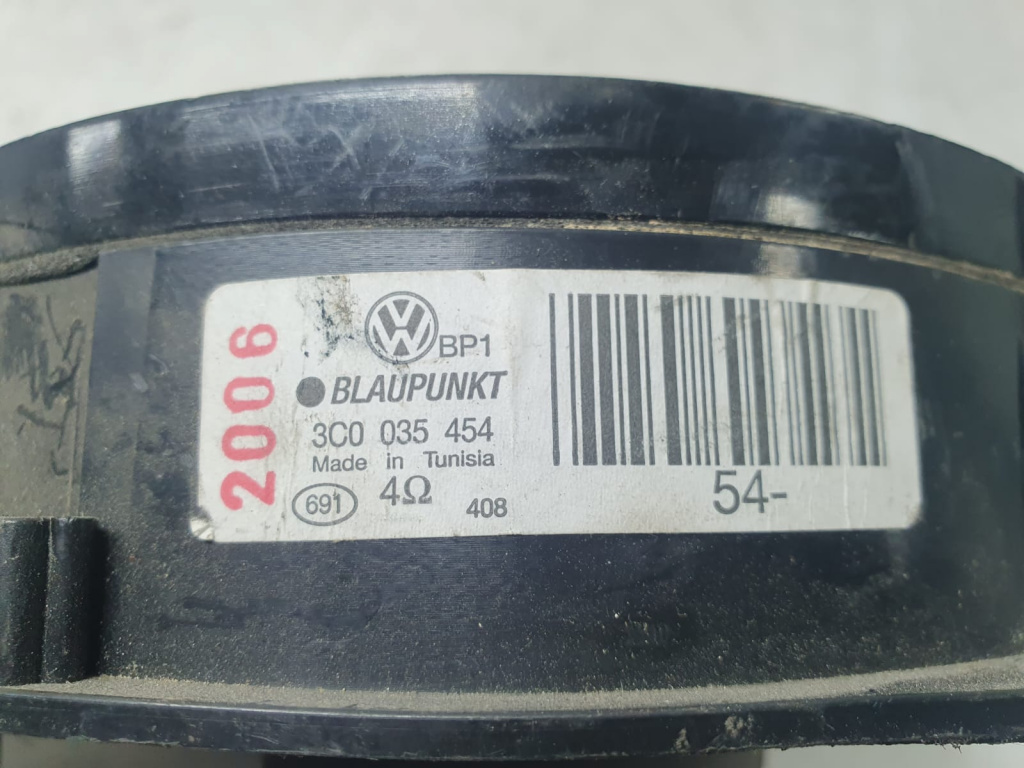 2006
BP1
BLAUPUNKT
3C0 035 454
Made in Tunisia
691 4Ω 408
54-